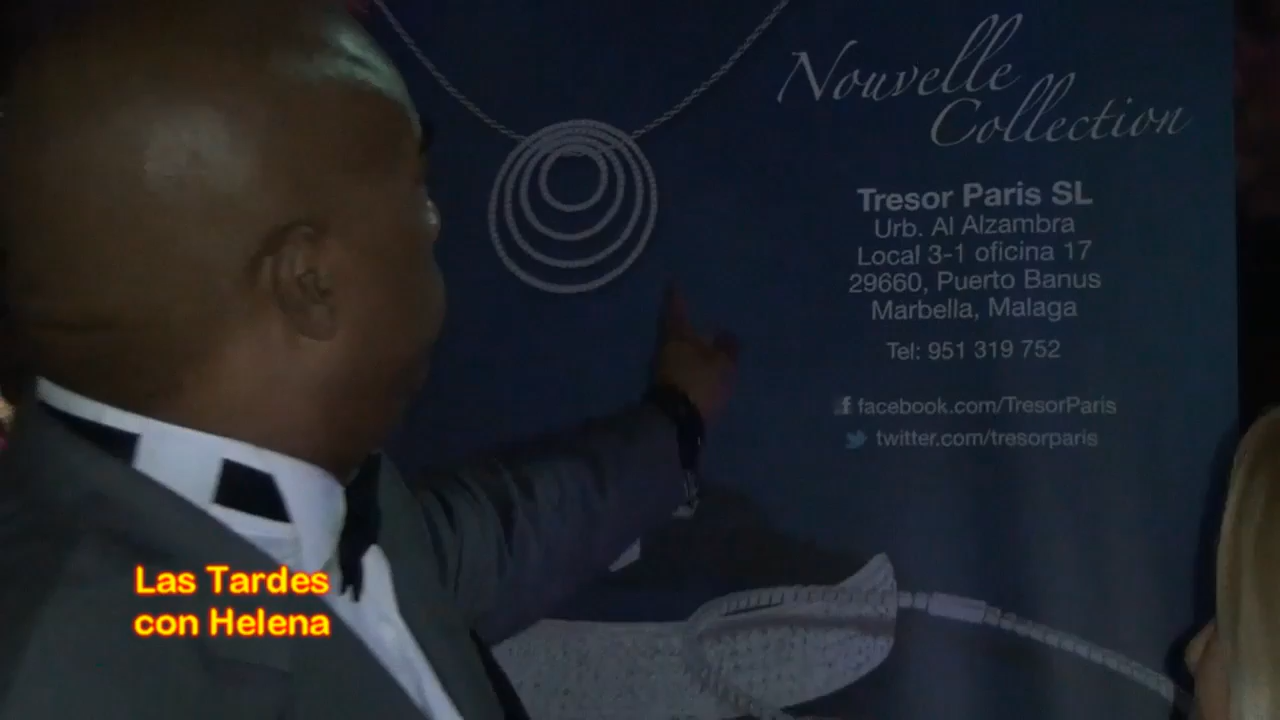 Nouvelle
Collection
Tresor Paris SL
Urb. Al Alzambra
Local 3-1 oficina 17
29660, Puerto Banus
Marbella, Malaga
Tel: 951 319 752
f facebook.com/TresorParis
twitter.com/tresorparis
Las Tardes
con Helena